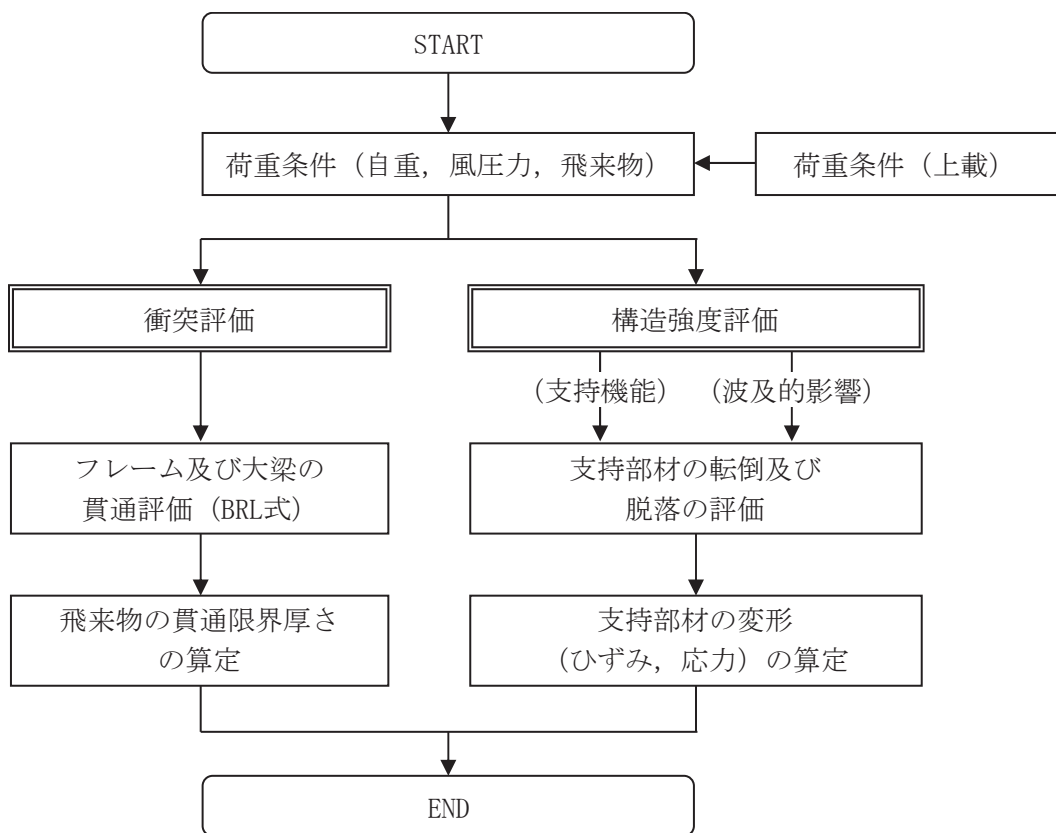 START
荷重条件（自重，風圧力，飛来物）
荷重条件（上載）
衝突評価
構造強度評価
（支持機能）
（波及的影響）
フレーム及び大梁の
貫通評価（BRL式）
支持部材の転倒及び
脱落の評価
飛来物の貫通限界厚さ
の算定
支持部材の変形
（ひずみ，応力）の算定
END